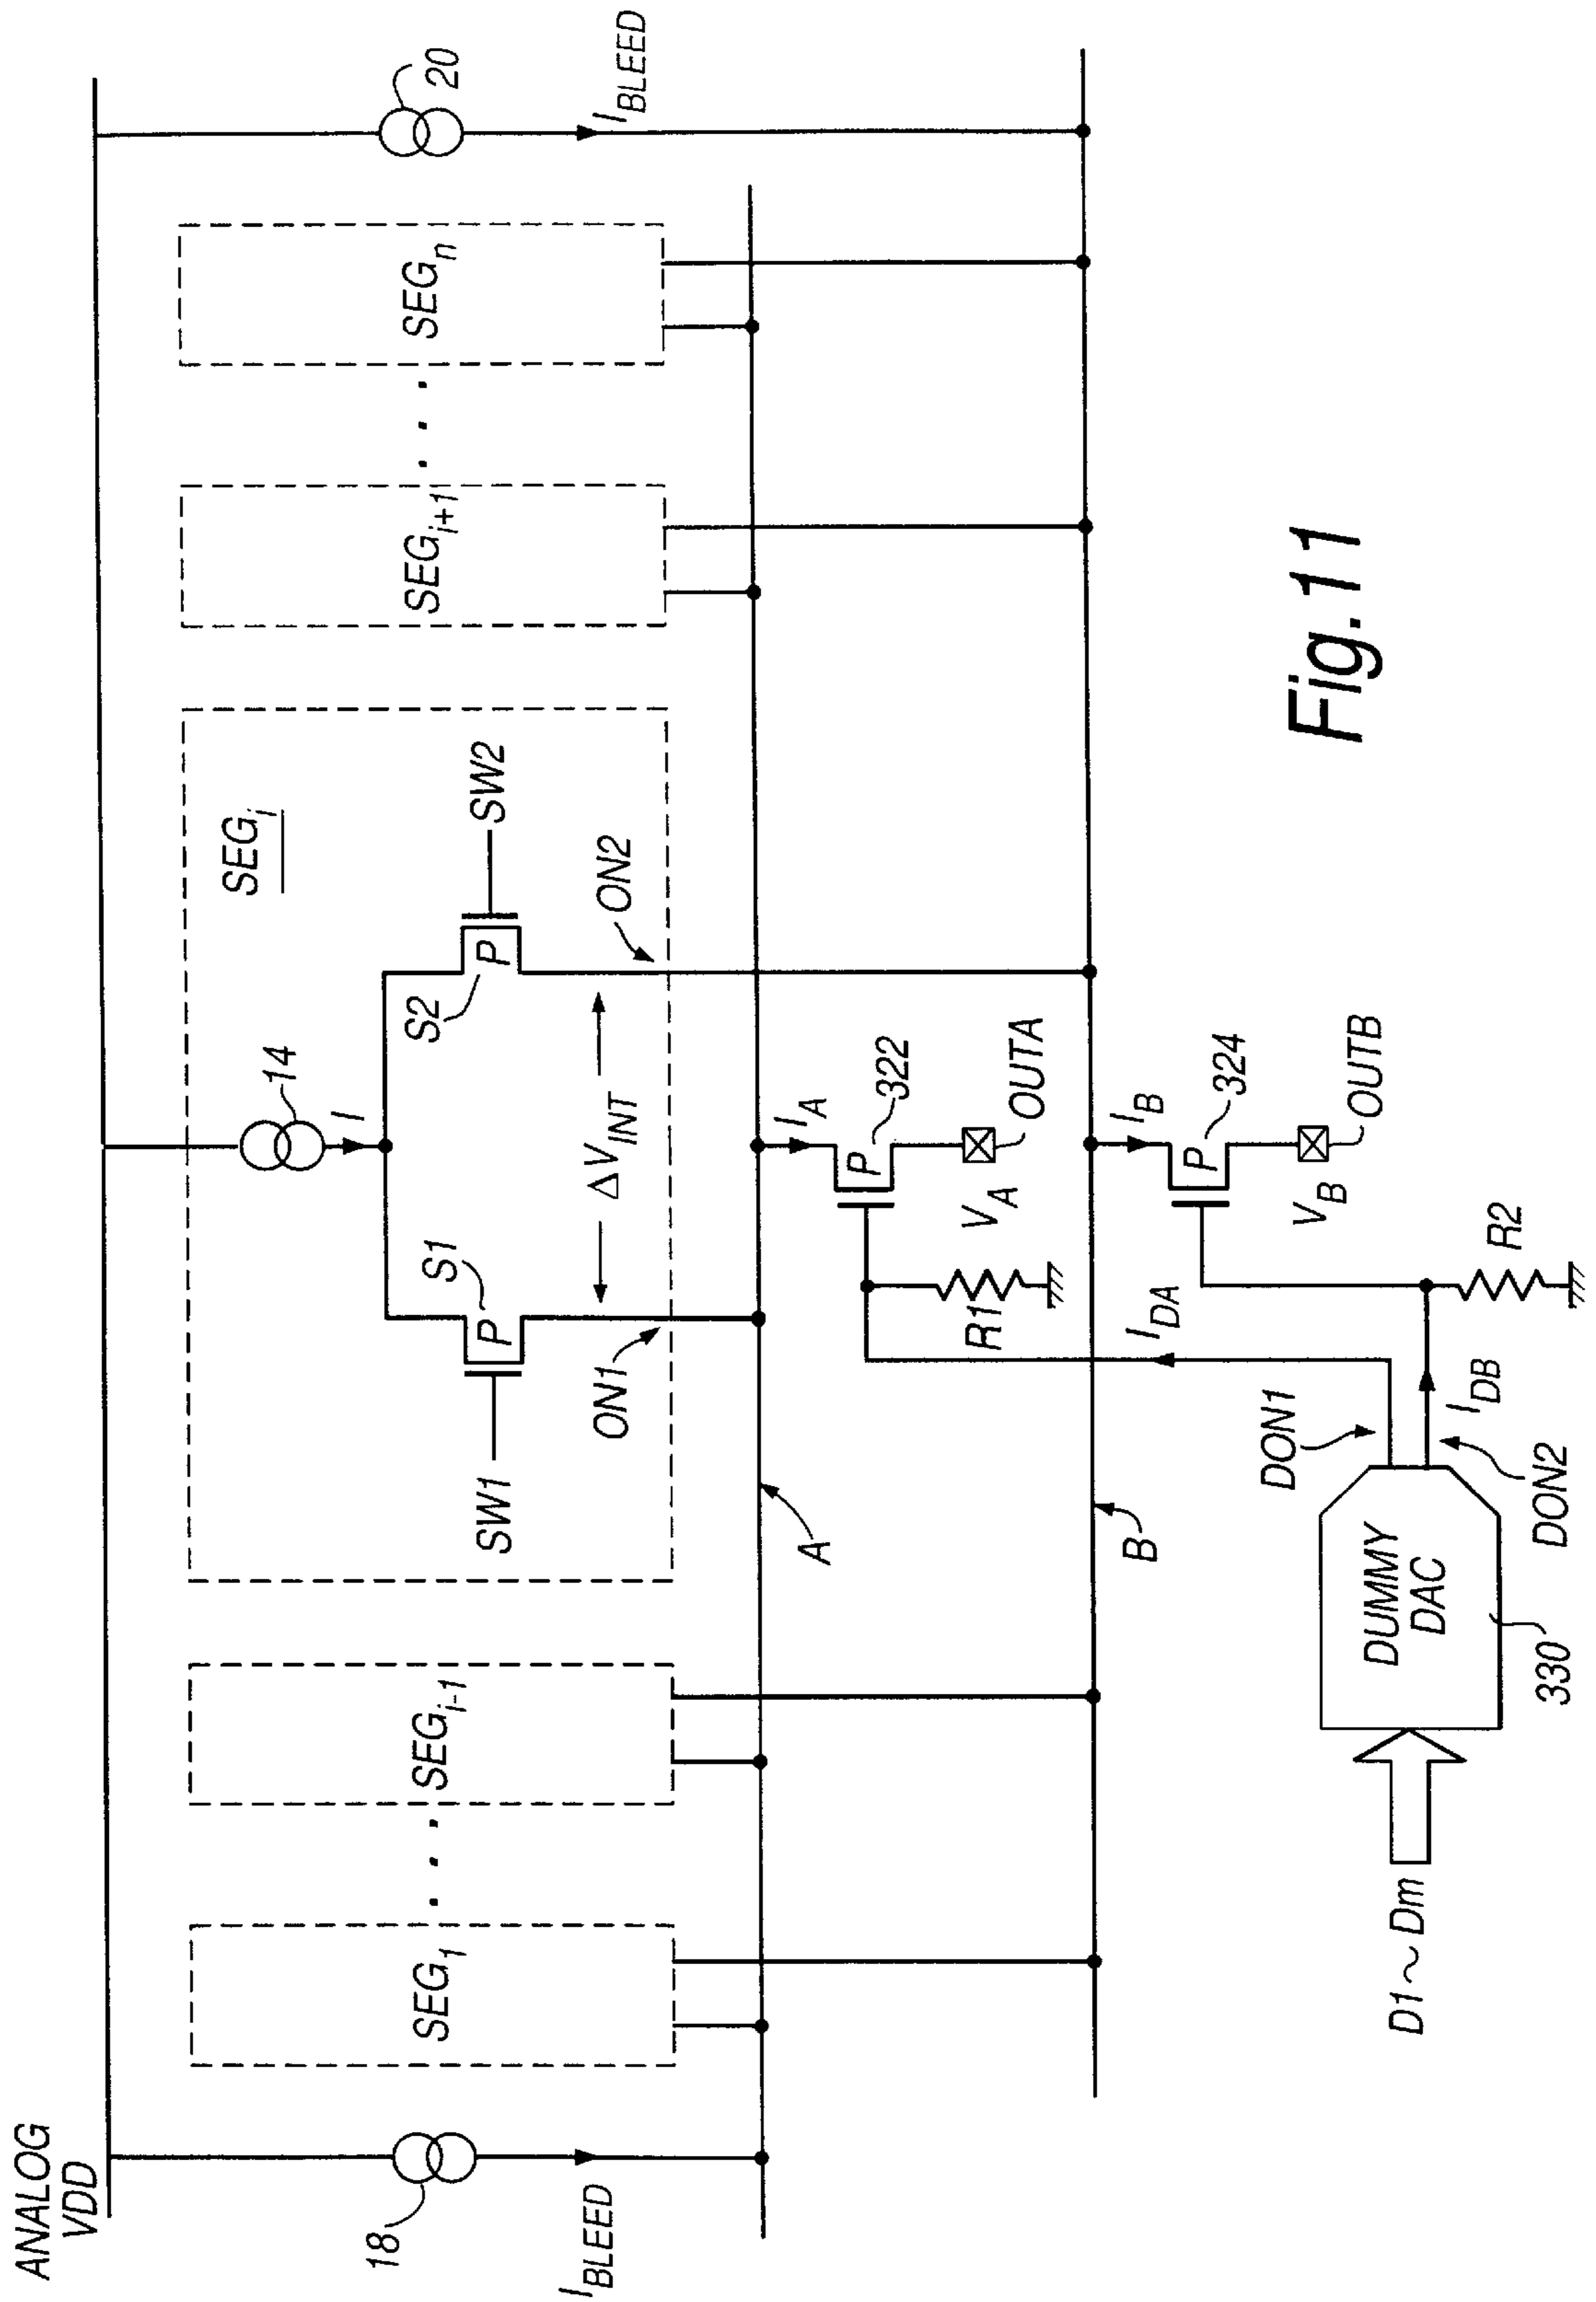 ANALOG
VDD
18
I_BLEED
20
I_BLEED
SEG_1
. . .
SEG_i-1
SEG_i
14
I
S1
P
SW1
S2
P
SW2
ON1
ΔV_INT
ON2
SEG_i+1
. . .
SEG_n
A
I_A
P
322
OUTA
V_A
R1
B
I_B
P
324
OUTB
V_B
R2
I_DA
DON1
I_DB
DON2
D1~Dm
DUMMY
DAC
330
Fig.11